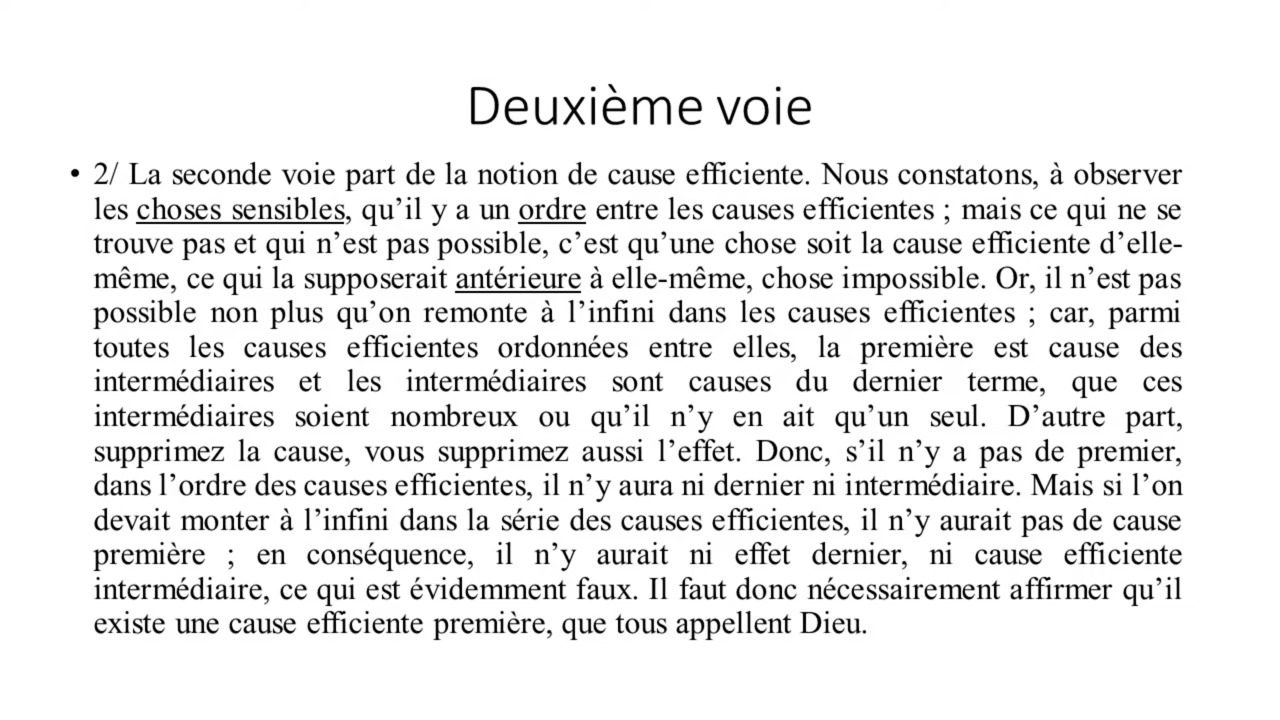 Deuxième voie
• 2/ La seconde voie part de la notion de cause efficiente. Nous constatons, à observer
les choses sensibles, qu’il y a un ordre entre les causes efficientes ; mais ce qui ne se
trouve pas et qui n’est pas possible, c’est qu’une chose soit la cause efficiente d’elle-
même, ce qui la supposerait antérieure à elle-même, chose impossible. Or, il n’est pas
possible non plus qu’on remonte à l’infini dans les causes efficientes ; car, parmi
toutes les causes efficientes ordonnées entre elles, la première est cause des
intermédiaires et les intermédiaires sont causes du dernier terme, que ces
intermédiaires soient nombreux ou qu’il n’y en ait qu’un seul. D’autre part,
supprimez la cause, vous supprimez aussi l’effet. Donc, s’il n’y a pas de premier,
dans l’ordre des causes efficientes, il n’y aura ni dernier ni intermédiaire. Mais si l’on
devait monter à l’infini dans la série des causes efficientes, il n’y aurait pas de cause
première ; en conséquence, il n’y aurait ni effet dernier, ni cause efficiente
intermédiaire, ce qui est évidemment faux. Il faut donc nécessairement affirmer qu’il
existe une cause efficiente première, que tous appellent Dieu.